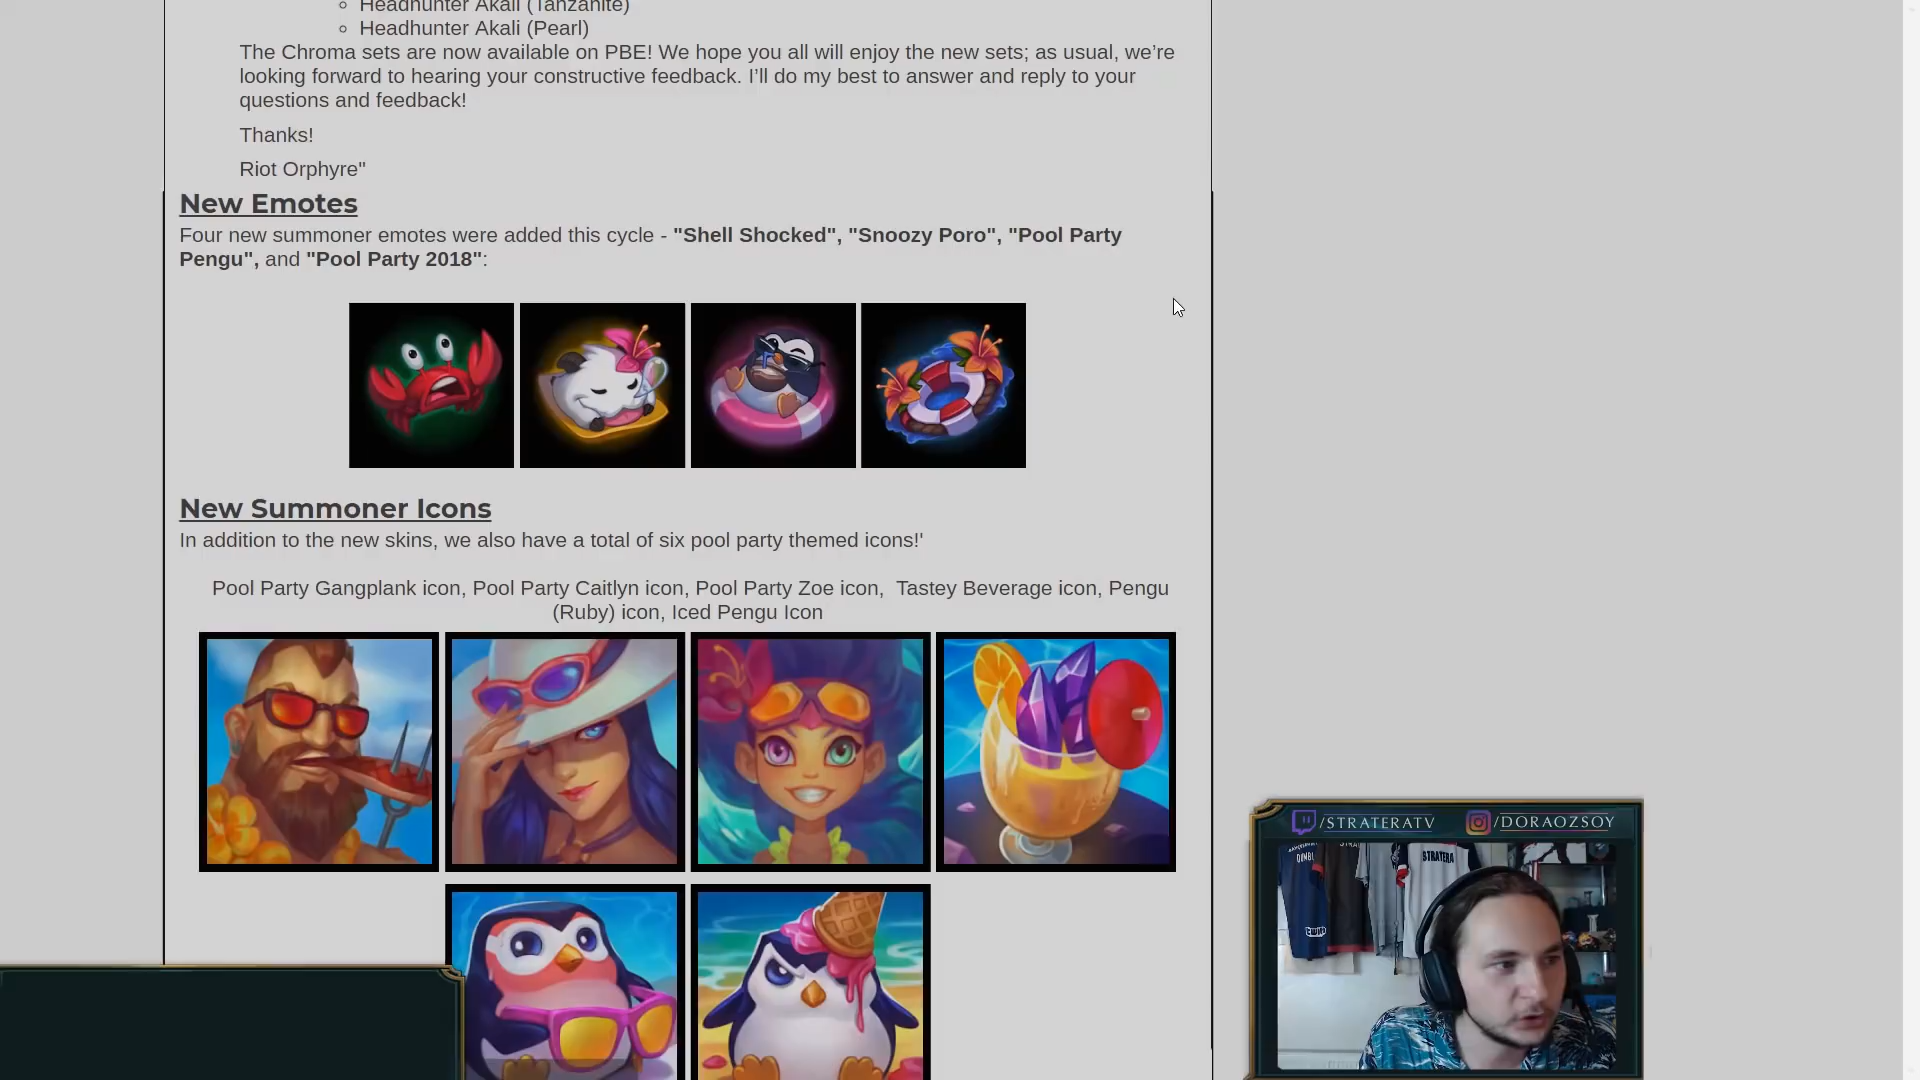 Headhunter Akali (Tanzanite)
Headhunter Akali (Pearl)
The Chroma sets are now available on PBE! We hope you all will enjoy the new sets; as usual, we’re
looking forward to hearing your constructive feedback. I’ll do my best to answer and reply to your
questions and feedback!
Thanks!
Riot Orphyre"
New Emotes
Four new summoner emotes were added this cycle - "Shell Shocked", "Snoozy Poro", "Pool Party
Pengu", and "Pool Party 2018":
New Summoner Icons
In addition to the new skins, we also have a total of six pool party themed icons!'
Pool Party Gangplank icon, Pool Party Caitlyn icon, Pool Party Zoe icon,  Tastey Beverage icon, Pengu
(Ruby) icon, Iced Pengu Icon
/STRATERATV
/DORAOZSOY
STRATERA